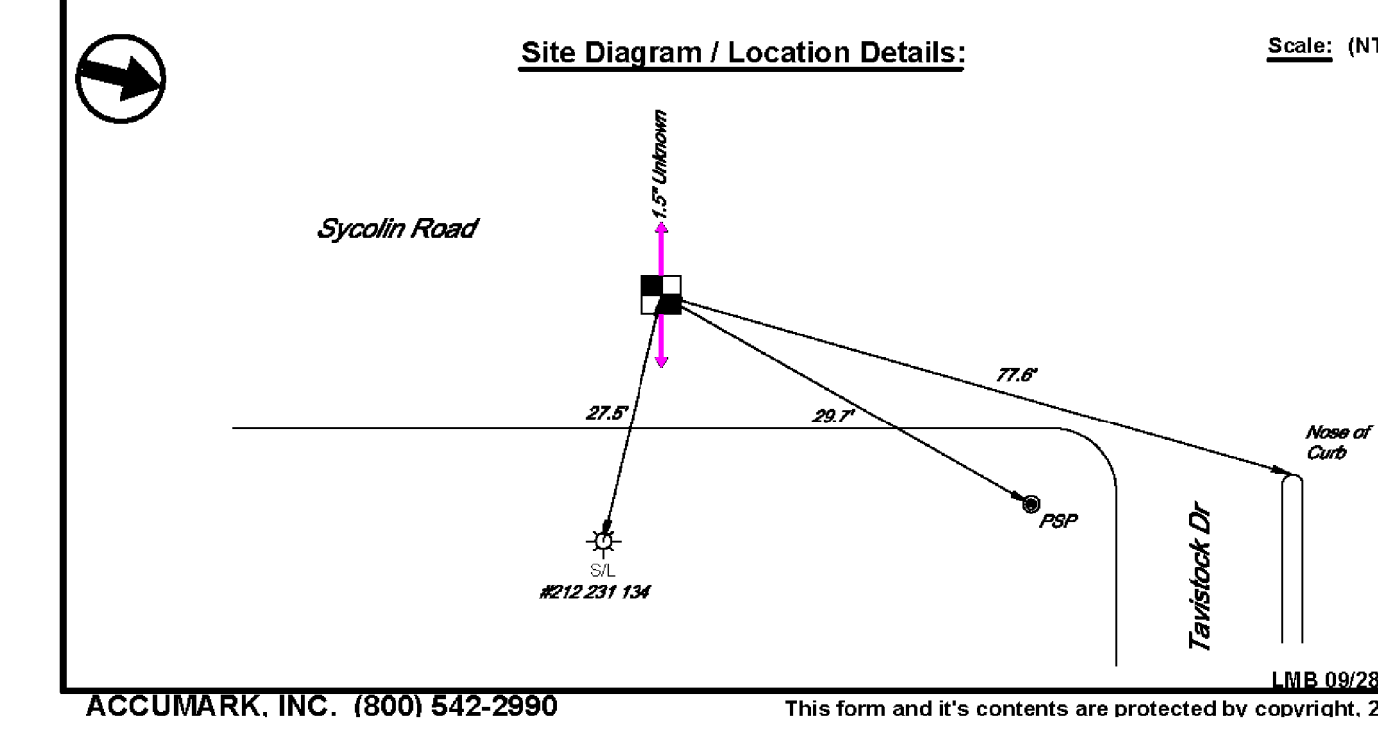 Site Diagram / Location Details:
Scale: (NT
1.5" Unknown
Sycolin Road
77.6'
27.5'
29.7'
Nose of
Curb
PSP
Tavistock Dr
S/L
#212 231 134
LMB 09/28
ACCUMARK, INC. (800) 542-2990
This form and it's contents are protected by copyright, 2